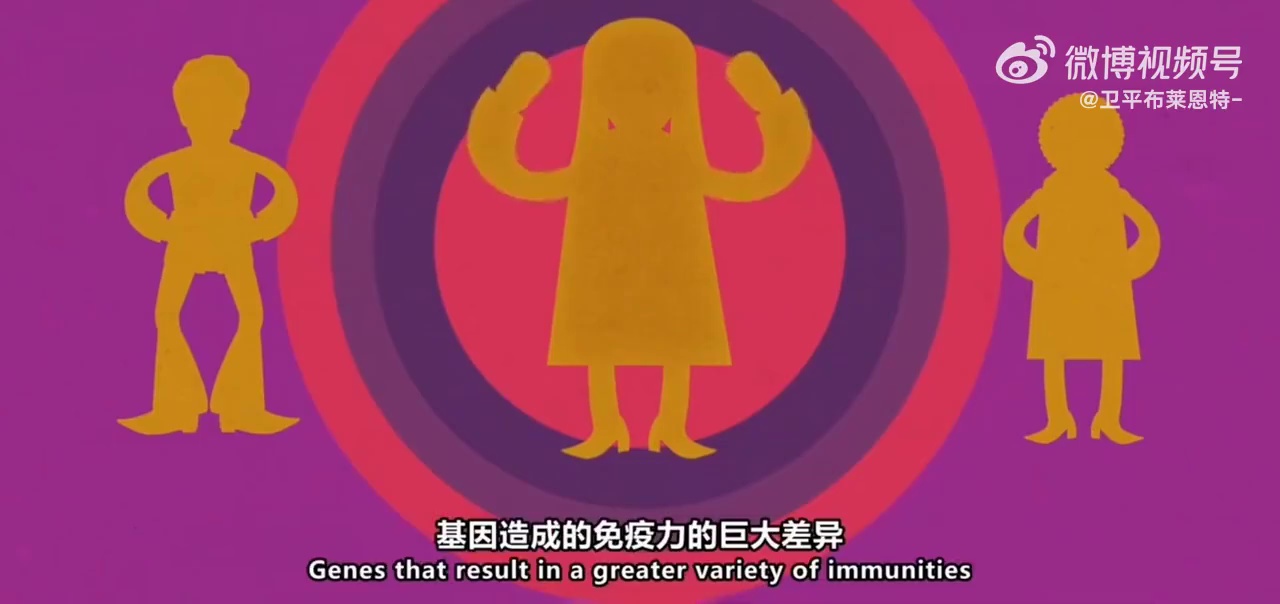 微博视频号
@卫平布莱恩特-
基因造成的免疫力的巨大差异
Genes that result in a greater variety of immunities